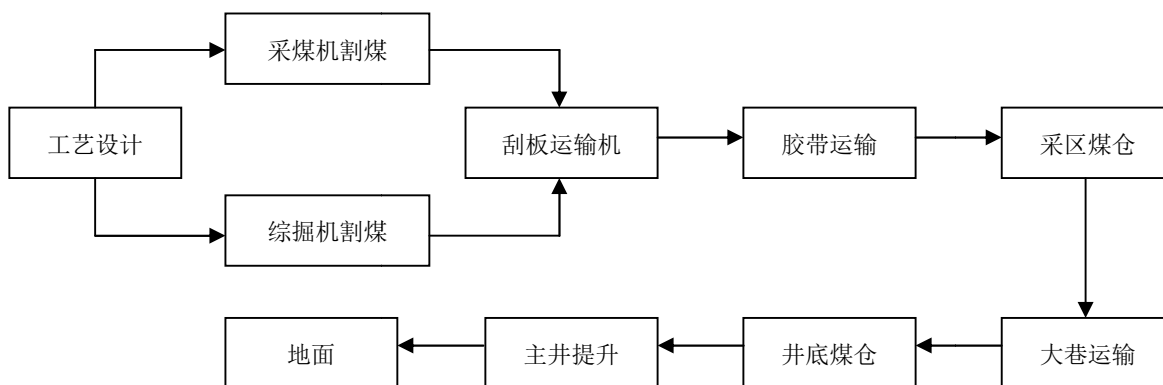 采煤机割煤
工艺设计
综掘机割煤
刮板运输机
胶带运输
采区煤仓
大巷运输
井底煤仓
主井提升
地面